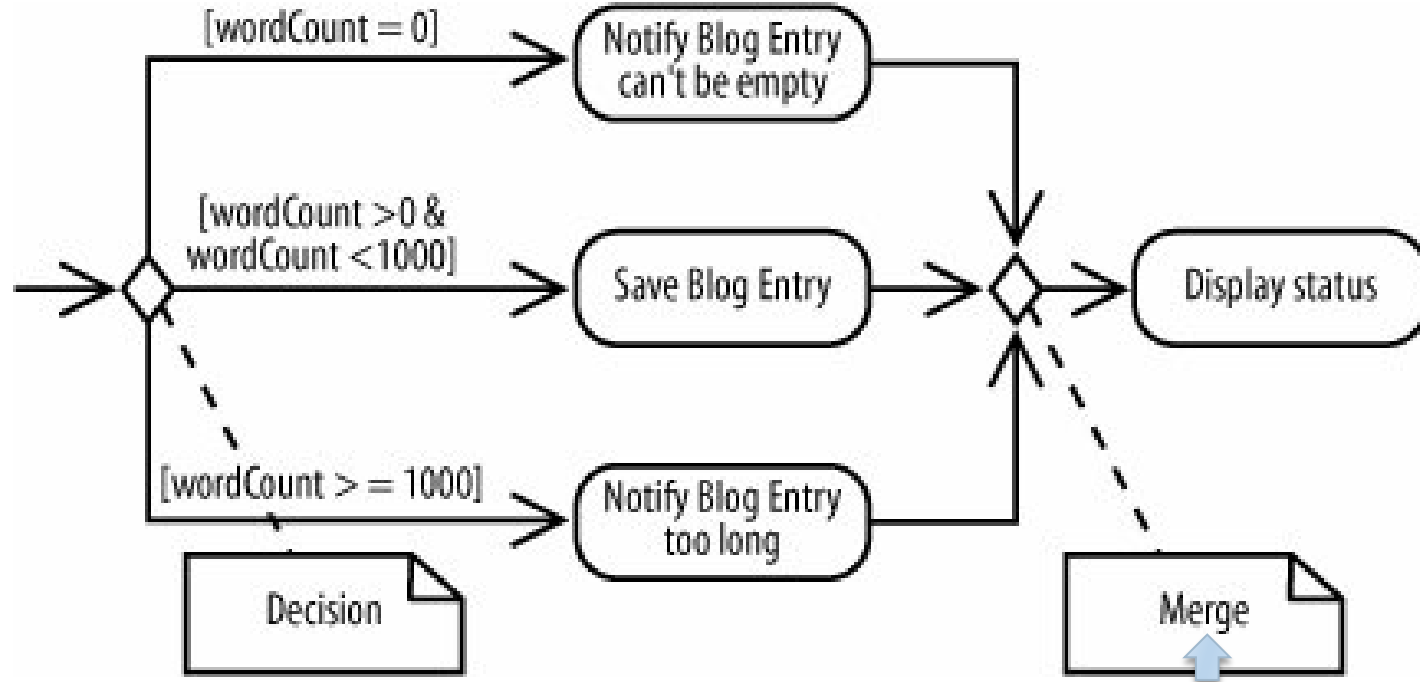 [wordCount = 0]
Notify Blog Entry
can't be empty
[wordCount >0 &
wordCount <1000]
Save Blog Entry
Display status
[wordCount > = 1000]
Notify Blog Entry
too long
Decision
Merge